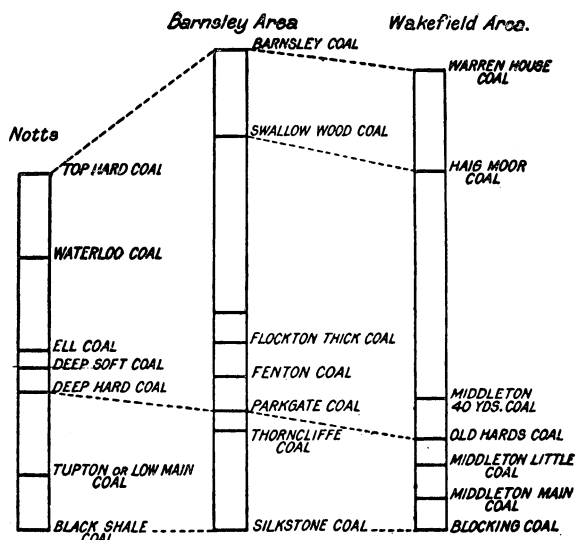 Notts
TOP HARD COAL
WATERLOO COAL
ELL COAL
DEEP SOFT COAL
DEEP HARD COAL
TUPTON OR LOW MAIN
COAL
BLACK SHALE
COAL
Barnsley Area
BARNSLEY COAL
SWALLOW WOOD COAL
FLOCKTON THICK COAL
FENTON COAL
PARKGATE COAL
THORNCLIFFE
COAL
SILKSTONE COAL
Wakefield Area.
WARREN HOUSE
COAL
HAIG MOOR
COAL
MIDDLETON
40 YDS. COAL
OLD HARDS COAL
MIDDLETON LITTLE
COAL
MIDDLETON MAIN
COAL
BLOCKING COAL